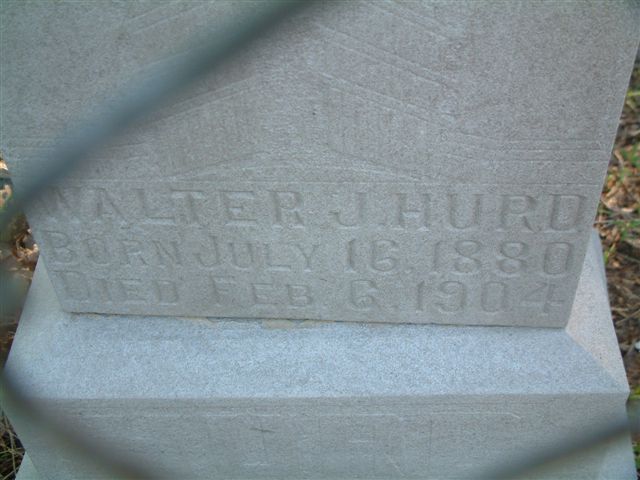 WALTER J. HURD
BORN JULY 16, 1880
DIED FEB 6, 1904